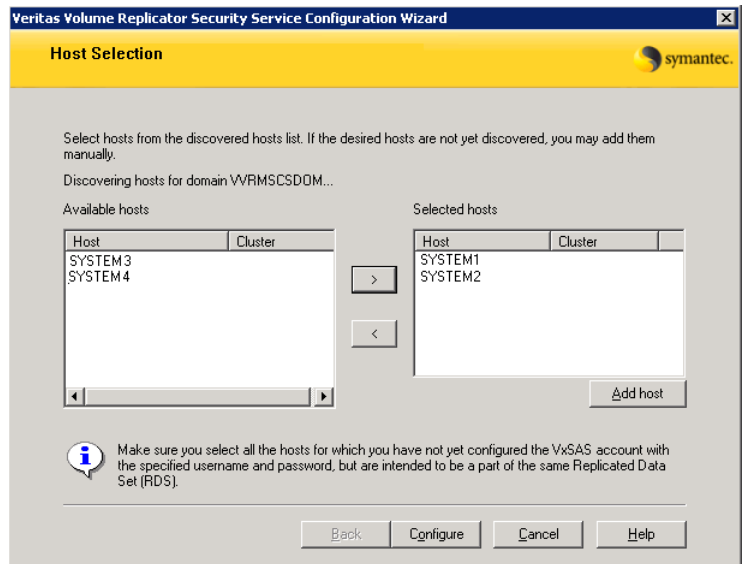 Veritas Volume Replicator Security Service Configuration Wizard
Host Selection
symantec.
Select hosts from the discovered hosts list. If the desired hosts are not yet discovered, you may add them
manually.
Discovering hosts for domain VVRMSCSDOM...
Available hosts
Selected hosts
Host Cluster
Host Cluster
SYSTEM3
SYSTEM4
SYSTEM1
SYSTEM2
>
<
Add host
Make sure you select all the hosts for which you have not yet configured the VxSAS account with
the specified username and password, but are intended to be a part of the same Replicated Data
Set (RDS).
Back Configure Cancel Help